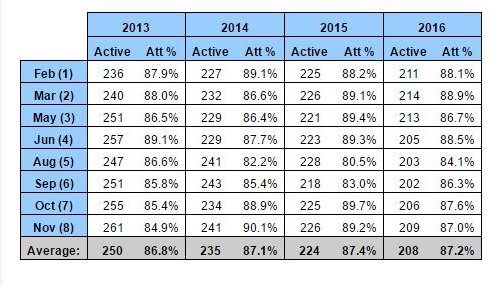 2013 2014 2015 2016
Active Att % Active Att % Active Att % Active Att %
Feb (1) 236 87.9% 227 89.1% 225 88.2% 211 88.1%
Mar (2) 240 88.0% 232 86.6% 226 89.1% 214 88.9%
May (3) 251 86.5% 229 86.4% 221 89.4% 213 86.7%
Jun (4) 257 89.1% 229 87.7% 223 89.3% 205 88.5%
Aug (5) 247 86.6% 241 82.2% 228 80.5% 203 84.1%
Sep (6) 251 85.8% 243 85.4% 218 83.0% 202 86.3%
Oct (7) 255 85.4% 234 88.9% 225 89.7% 206 87.6%
Nov (8) 261 84.9% 241 90.1% 226 89.2% 209 87.0%
Average: 250 86.8% 235 87.1% 224 87.4% 208 87.2%